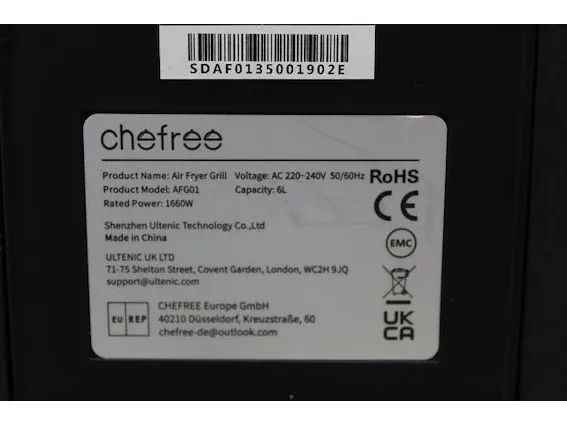 SDAF0135001902E
chefree
Product Name: Air Fryer Grill Voltage: AC 220~240V 50/60Hz
Product Model: AFG01 Capacity: 6L
Rated Power: 1660W
RoHS
CE
Shenzhen Ultenic Technology Co.,Ltd
Made in China
EMC
ULTENIC UK LTD
71-75 Shelton Street, Covent Garden, London, WC2H 9JQ
support@ultenic.com
EU REP
CHEFREE Europe GmbH
40210 Düsseldorf, Kreuzstraße, 60
chefree-de@outlook.com
UK
CA